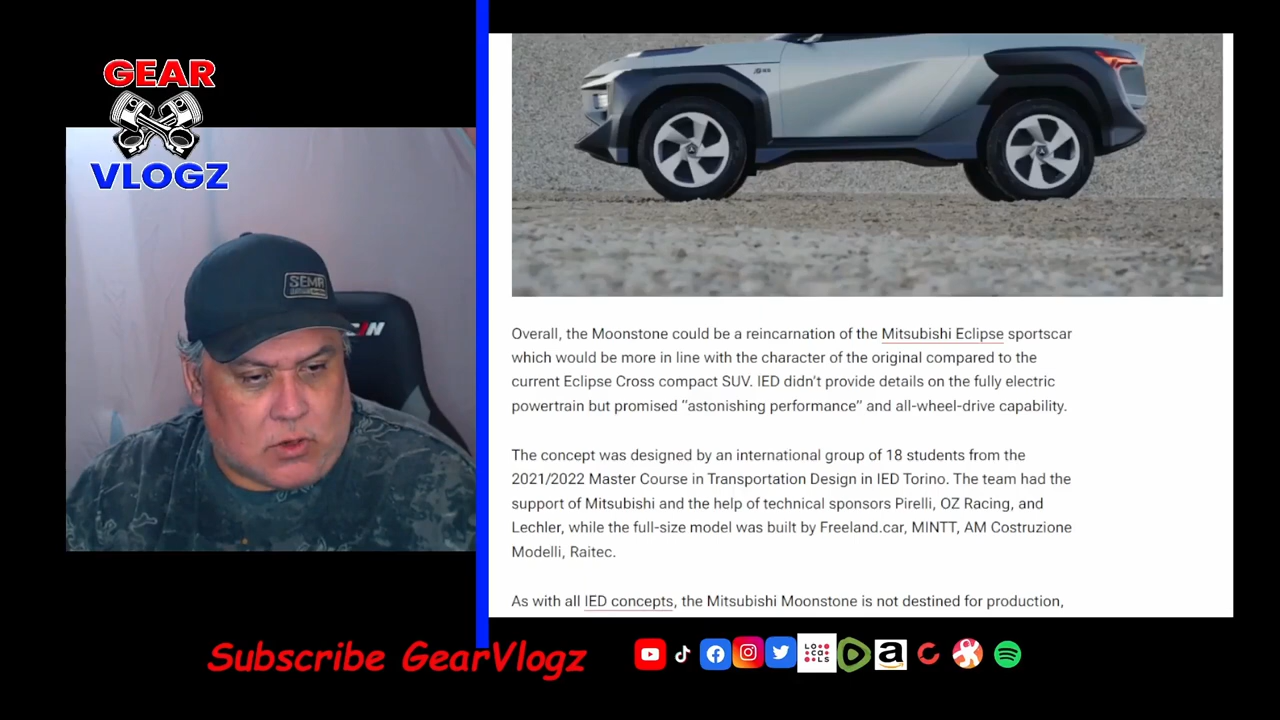 GEAR
VLOGZ
SEMA
Overall, the Moonstone could be a reincarnation of the Mitsubishi Eclipse sportscar
which would be more in line with the character of the original compared to the
current Eclipse Cross compact SUV. IED didn't provide details on the fully electric
powertrain but promised "astonishing performance" and all-wheel-drive capability.
The concept was designed by an international group of 18 students from the
2021/2022 Master Course in Transportation Design in IED Torino. The team had the
support of Mitsubishi and the help of technical sponsors Pirelli, OZ Racing, and
Lechler, while the full-size model was built by Freeland.car, MINTT, AM Costruzione
Modelli, Raitec.
As with all IED concepts, the Mitsubishi Moonstone is not destined for production,
Subscribe GearVlogz
LOCALS